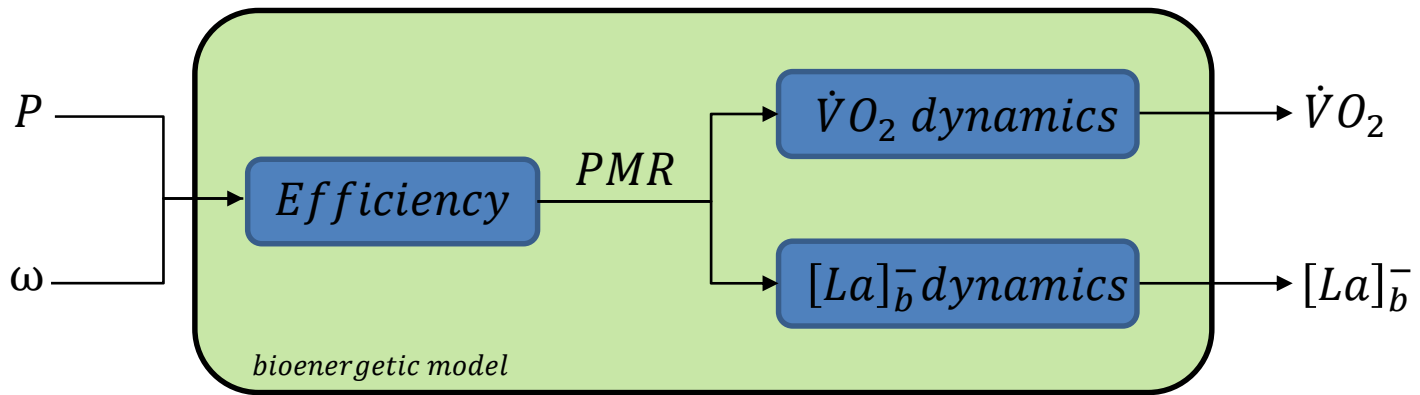 P
ω
Efficiency
PMR
V̇O₂ dynamics
[La]⁻_b dynamics
V̇O₂
[La]⁻_b
bioenergetic model